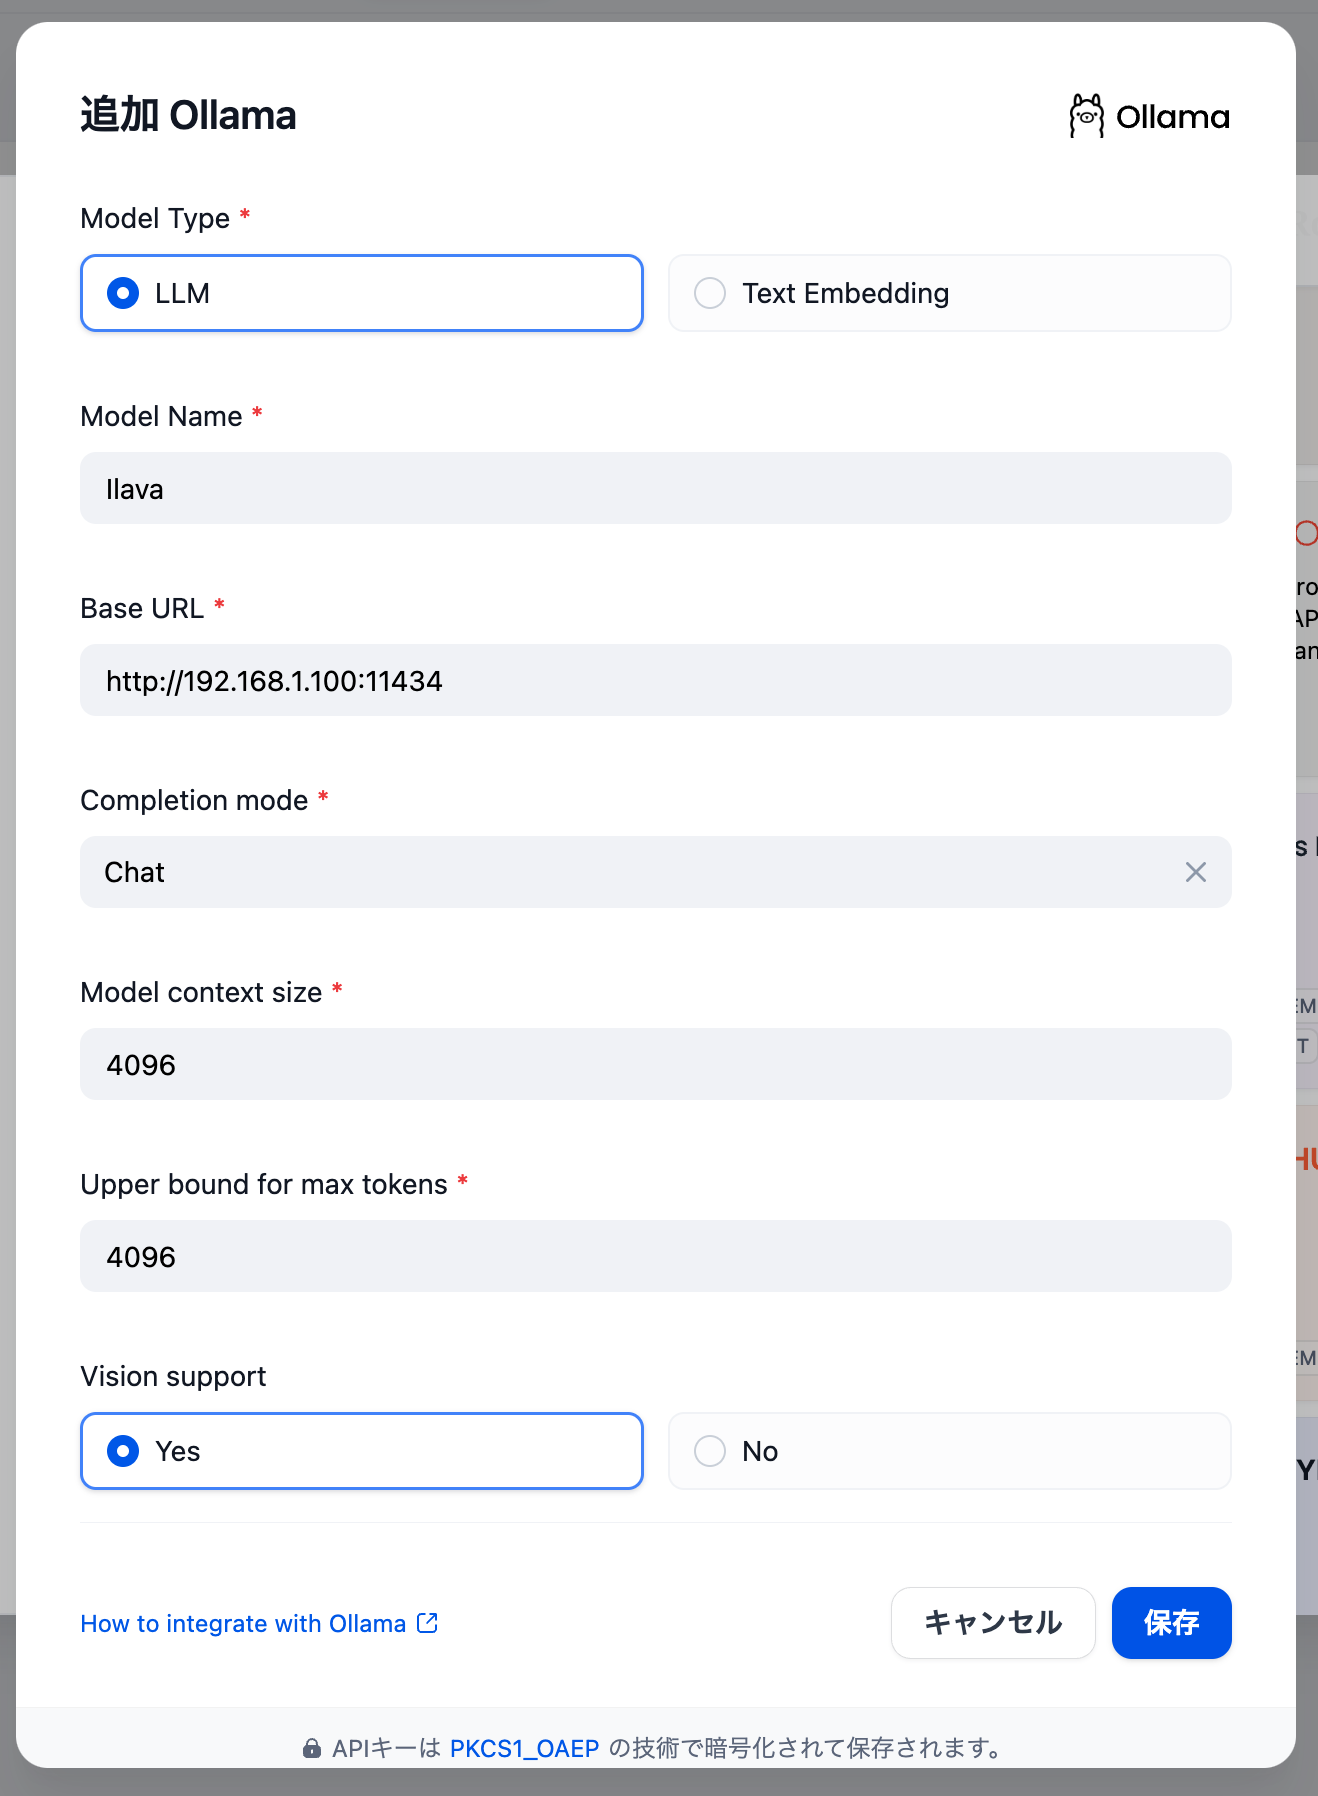 追加 Ollama
Ollama
Model Type *
LLM
Text Embedding
Model Name *
llava
Base URL *
http://192.168.1.100:11434
Completion mode *
Chat
Model context size *
4096
Upper bound for max tokens *
4096
Vision support
Yes
No
How to integrate with Ollama
キャンセル
保存
APIキーは PKCS1_OAEP の技術で暗号化されて保存されます。